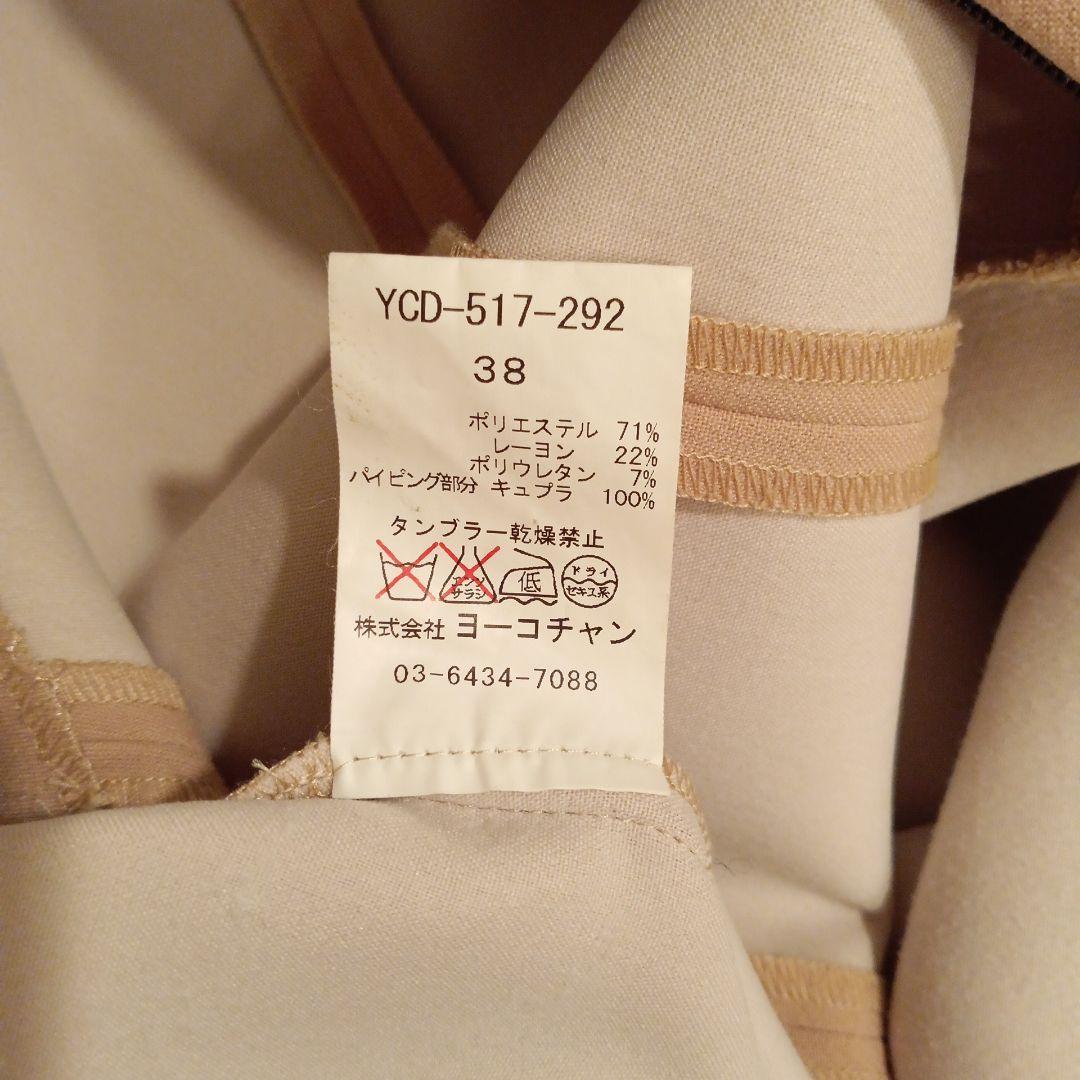 YCD-517-292
38
ポリエステル 71%
レーヨン 22%
ポリウレタン 7%
パイピング部分 キュプラ 100%
タンブラー乾燥禁止
エンソ サラシ 低 ドライ セキユ系
株式会社 ヨーコチャン
03-6434-7088